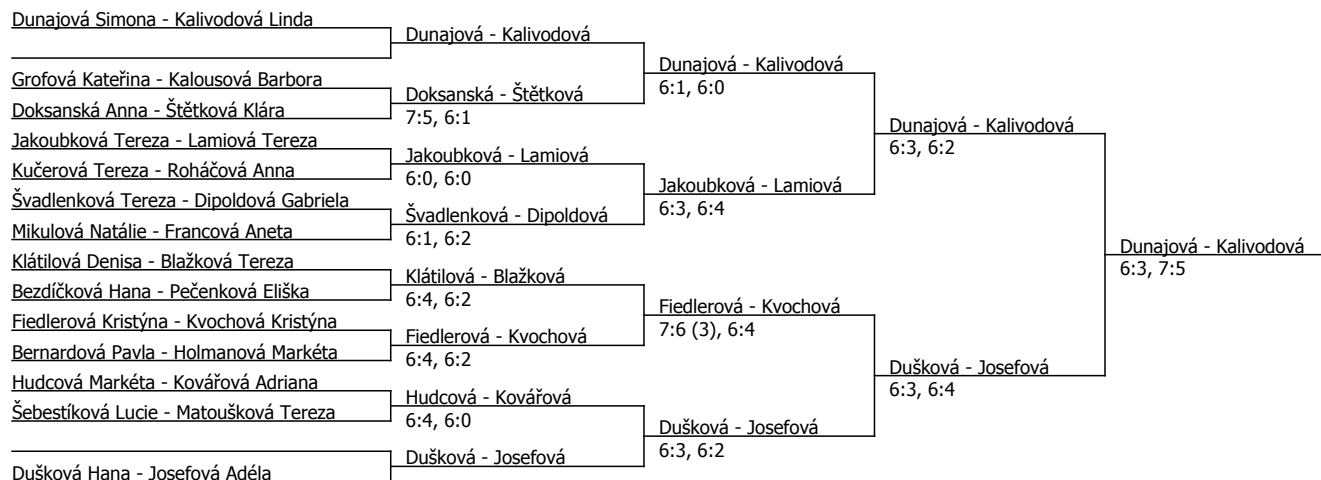 Dunajová Simona - Kalivodová Linda
Grofová Kateřina - Kalousová Barbora
Doksanská Anna - Štětková Klára
Jakoubková Tereza - Lamiová Tereza
Kučerová Tereza - Roháčová Anna
Švadlenková Tereza - Dipoldová Gabriela
Mikulová Natálie - Francová Aneta
Klátilová Denisa - Blažková Tereza
Bezdíčková Hana - Pečenková Eliška
Fiedlerová Kristýna - Kvochová Kristýna
Bernardová Pavla - Holmanová Markéta
Hudcová Markéta - Kovářová Adriana
Šebestíková Lucie - Matoušková Tereza
Dušková Hana - Josefová Adéla
Dunajová - Kalivodová
Doksanská - Štětková
7:5, 6:1
Jakoubková - Lamiová
6:0, 6:0
Švadlenková - Dipoldová
6:1, 6:2
Klátilová - Blažková
6:4, 6:2
Fiedlerová - Kvochová
6:4, 6:2
Hudcová - Kovářová
6:4, 6:0
Dušková - Josefová
Dunajová - Kalivodová
6:1, 6:0
Jakoubková - Lamiová
6:3, 6:4
Fiedlerová - Kvochová
7:6 (3), 6:4
Dušková - Josefová
6:3, 6:2
Dunajová - Kalivodová
6:3, 6:2
Dušková - Josefová
6:3, 6:4
Dunajová - Kalivodová
6:3, 7:5